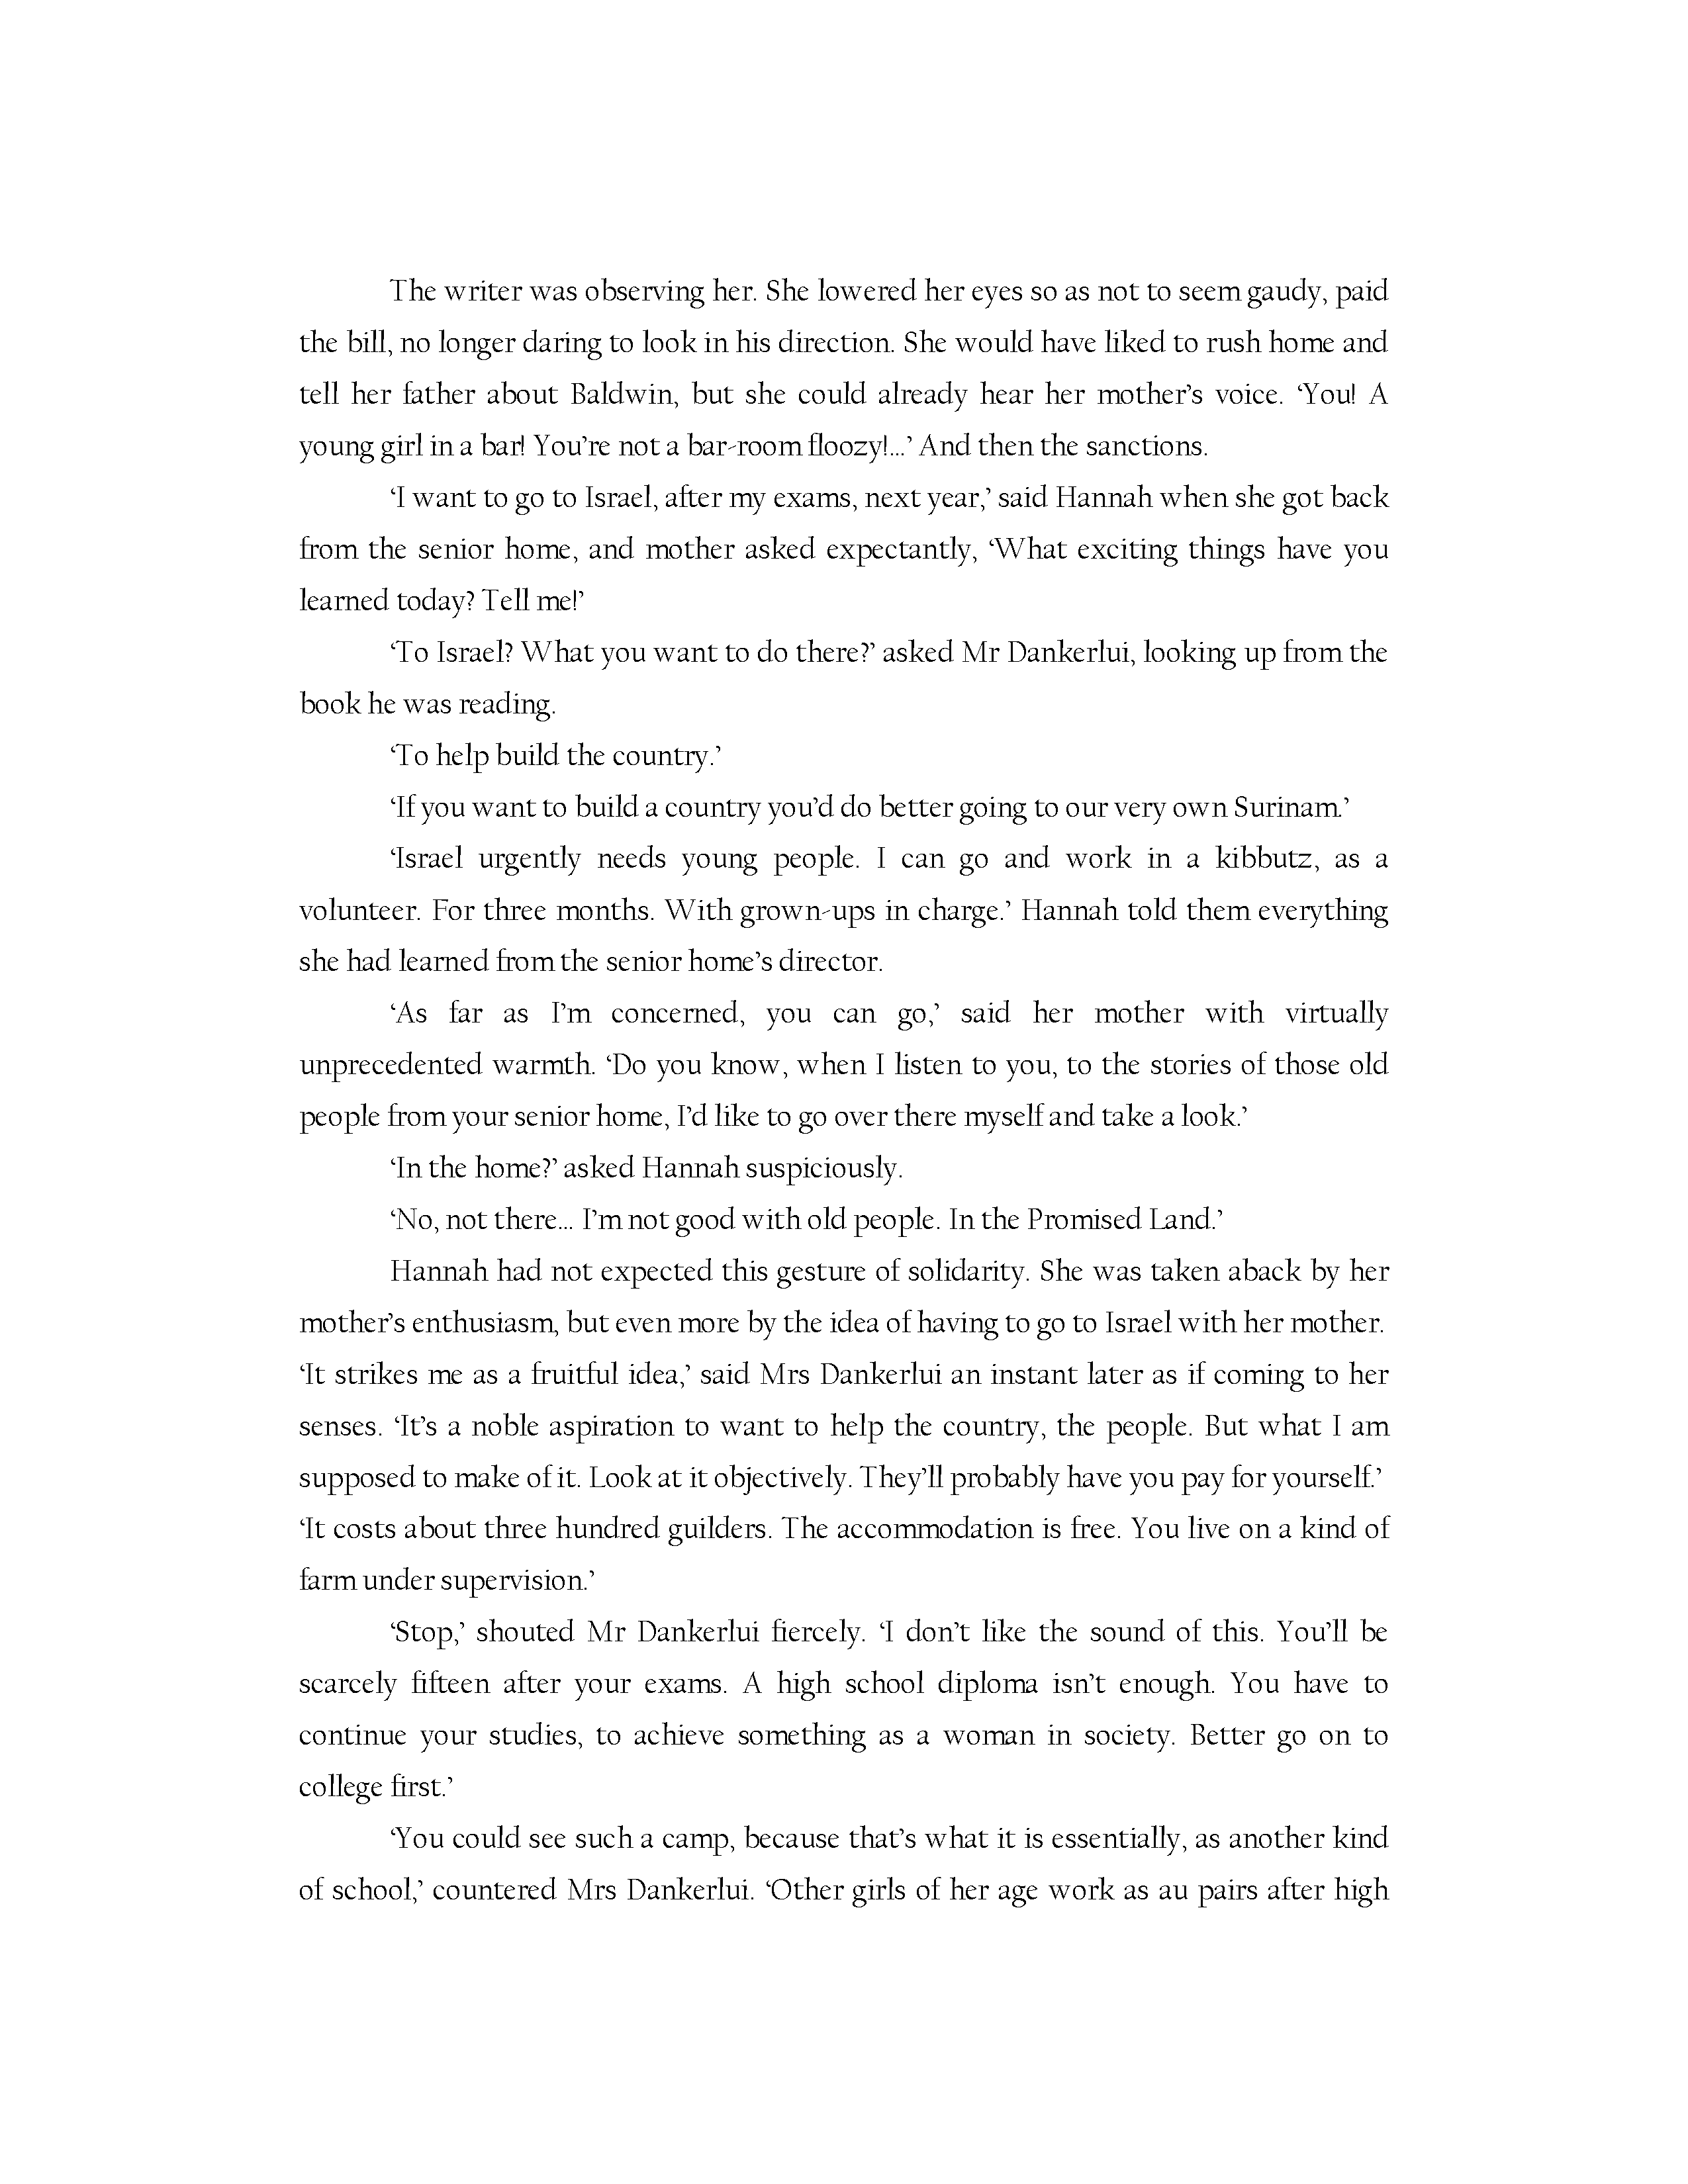 The writer was observing her. She lowered her eyes so as not to seem gaudy, paid
the bill, no longer daring to look in his direction. She would have liked to rush home and
tell her father about Baldwin, but she could already hear her mother’s voice. ‘You! A
young girl in a bar! You’re not a bar-room floozy!...’ And then the sanctions.
‘I want to go to Israel, after my exams, next year,’ said Hannah when she got back
from the senior home, and mother asked expectantly, ‘What exciting things have you
learned today? Tell me!’
‘To Israel? What you want to do there?’ asked Mr Dankerlui, looking up from the
book he was reading.
‘To help build the country.’
‘If you want to build a country you’d do better going to our very own Surinam.’
‘Israel urgently needs young people. I can go and work in a kibbutz, as a
volunteer. For three months. With grown-ups in charge.’ Hannah told them everything
she had learned from the senior home’s director.
‘As far as I’m concerned, you can go,’ said her mother with virtually
unprecedented warmth. ‘Do you know, when I listen to you, to the stories of those old
people from your senior home, I’d like to go over there myself and take a look.’
‘In the home?’ asked Hannah suspiciously.
‘No, not there... I’m not good with old people. In the Promised Land.’
Hannah had not expected this gesture of solidarity. She was taken aback by her
mother’s enthusiasm, but even more by the idea of having to go to Israel with her mother.
‘It strikes me as a fruitful idea,’ said Mrs Dankerlui an instant later as if coming to her
senses. ‘It’s a noble aspiration to want to help the country, the people. But what I am
supposed to make of it. Look at it objectively. They’ll probably have you pay for yourself.’
‘It costs about three hundred guilders. The accommodation is free. You live on a kind of
farm under supervision.’
‘Stop,’ shouted Mr Dankerlui fiercely. ‘I don’t like the sound of this. You’ll be
scarcely fifteen after your exams. A high school diploma isn’t enough. You have to
continue your studies, to achieve something as a woman in society. Better go on to
college first.’
‘You could see such a camp, because that’s what it is essentially, as another kind
of school,’ countered Mrs Dankerlui. ‘Other girls of her age work as au pairs after high